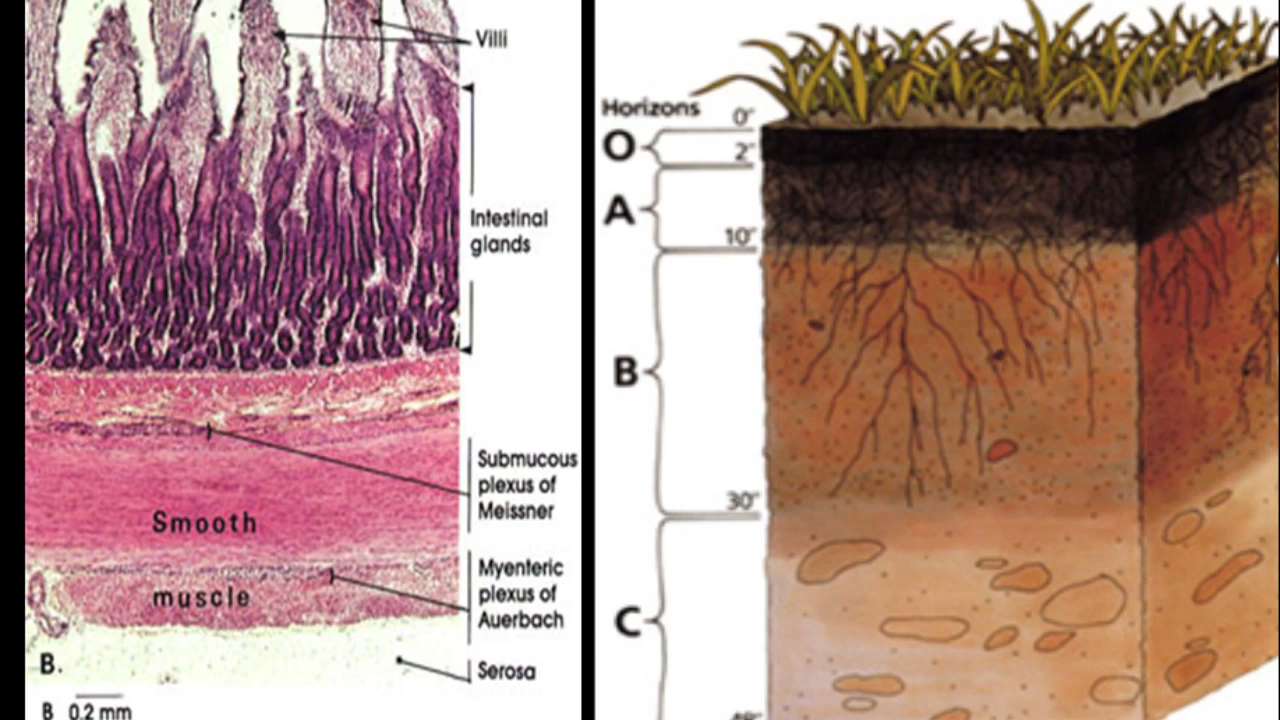 Villi
Intestinal
glands
Submucous
plexus of
Meissner
Smooth
Myenteric
plexus of
Auerbach
muscle
Serosa
B.
B 0.2 mm
Horizons
0"
O
2"
A
10"
B
30"
C
48"